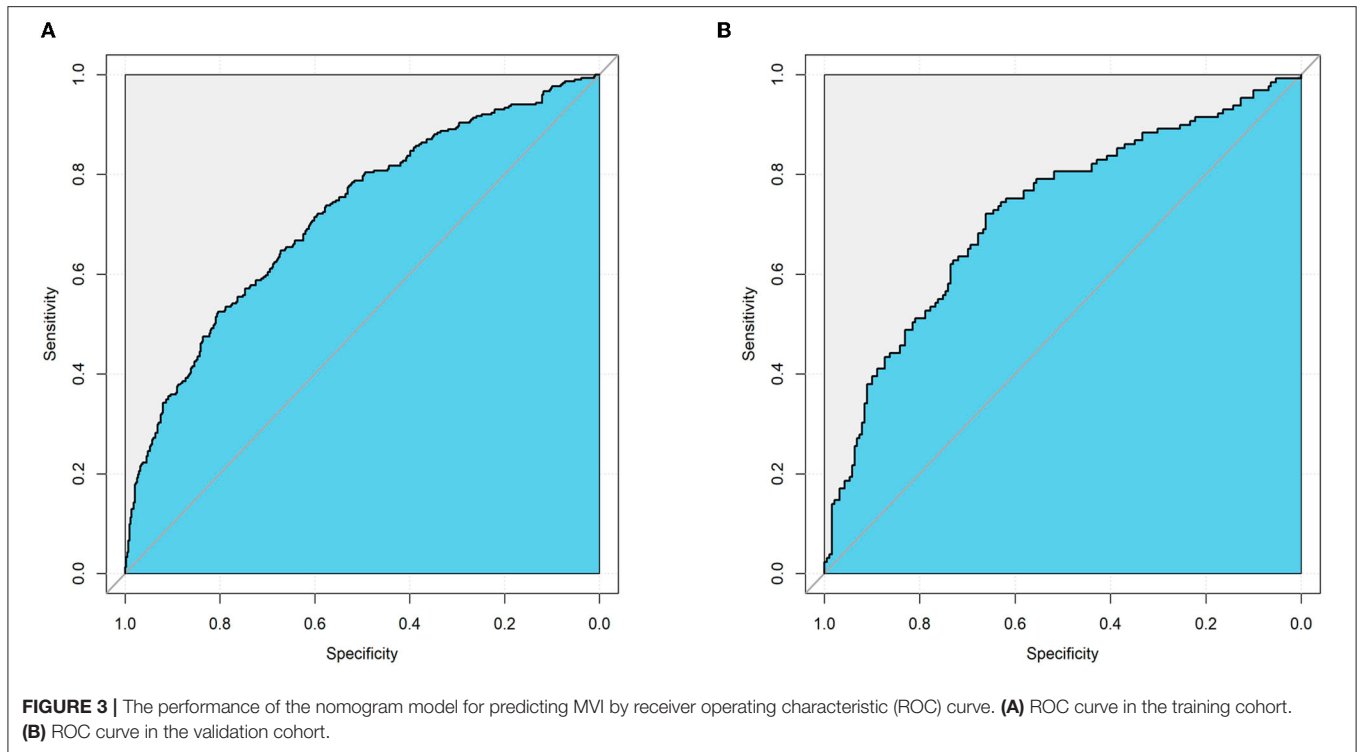 A
B
1.0
0.8
0.6
0.4
0.2
0.0
Sensitivity
1.0 0.8 0.6 0.4 0.2 0.0
Specificity
1.0
0.8
0.6
0.4
0.2
0.0
Sensitivity
1.0 0.8 0.6 0.4 0.2 0.0
Specificity
FIGURE 3 | The performance of the nomogram model for predicting MVI by receiver operating characteristic (ROC) curve. (A) ROC curve in the training cohort.
(B) ROC curve in the validation cohort.